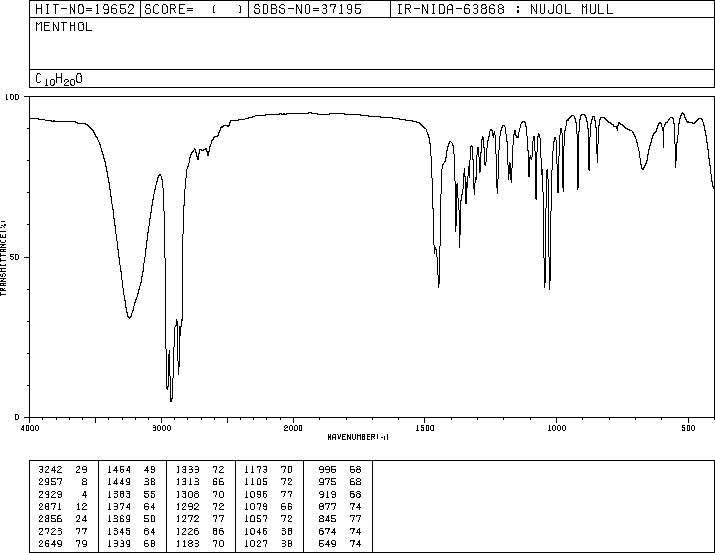 HIT-NO=19652 SCORE= ( ) SDBS-NO=37195 IR-NIDA-63868 : NUJOL MULL
MENTHOL
C10H20O
100
50
0
TRANSMITTANCE(%)
4000 3000 2000 1500 1000 500
WAVENUMBER(-1)
3242 29 1464 49 1333 72 1173 70 996 68
2957 8 1449 38 1313 66 1105 72 975 68
2929 4 1383 55 1308 70 1096 77 919 68
2871 12 1374 64 1292 72 1079 66 877 74
2856 24 1369 50 1272 77 1057 72 845 77
2723 77 1345 64 1226 86 1046 38 674 74
2649 79 1339 68 1183 70 1027 38 549 74